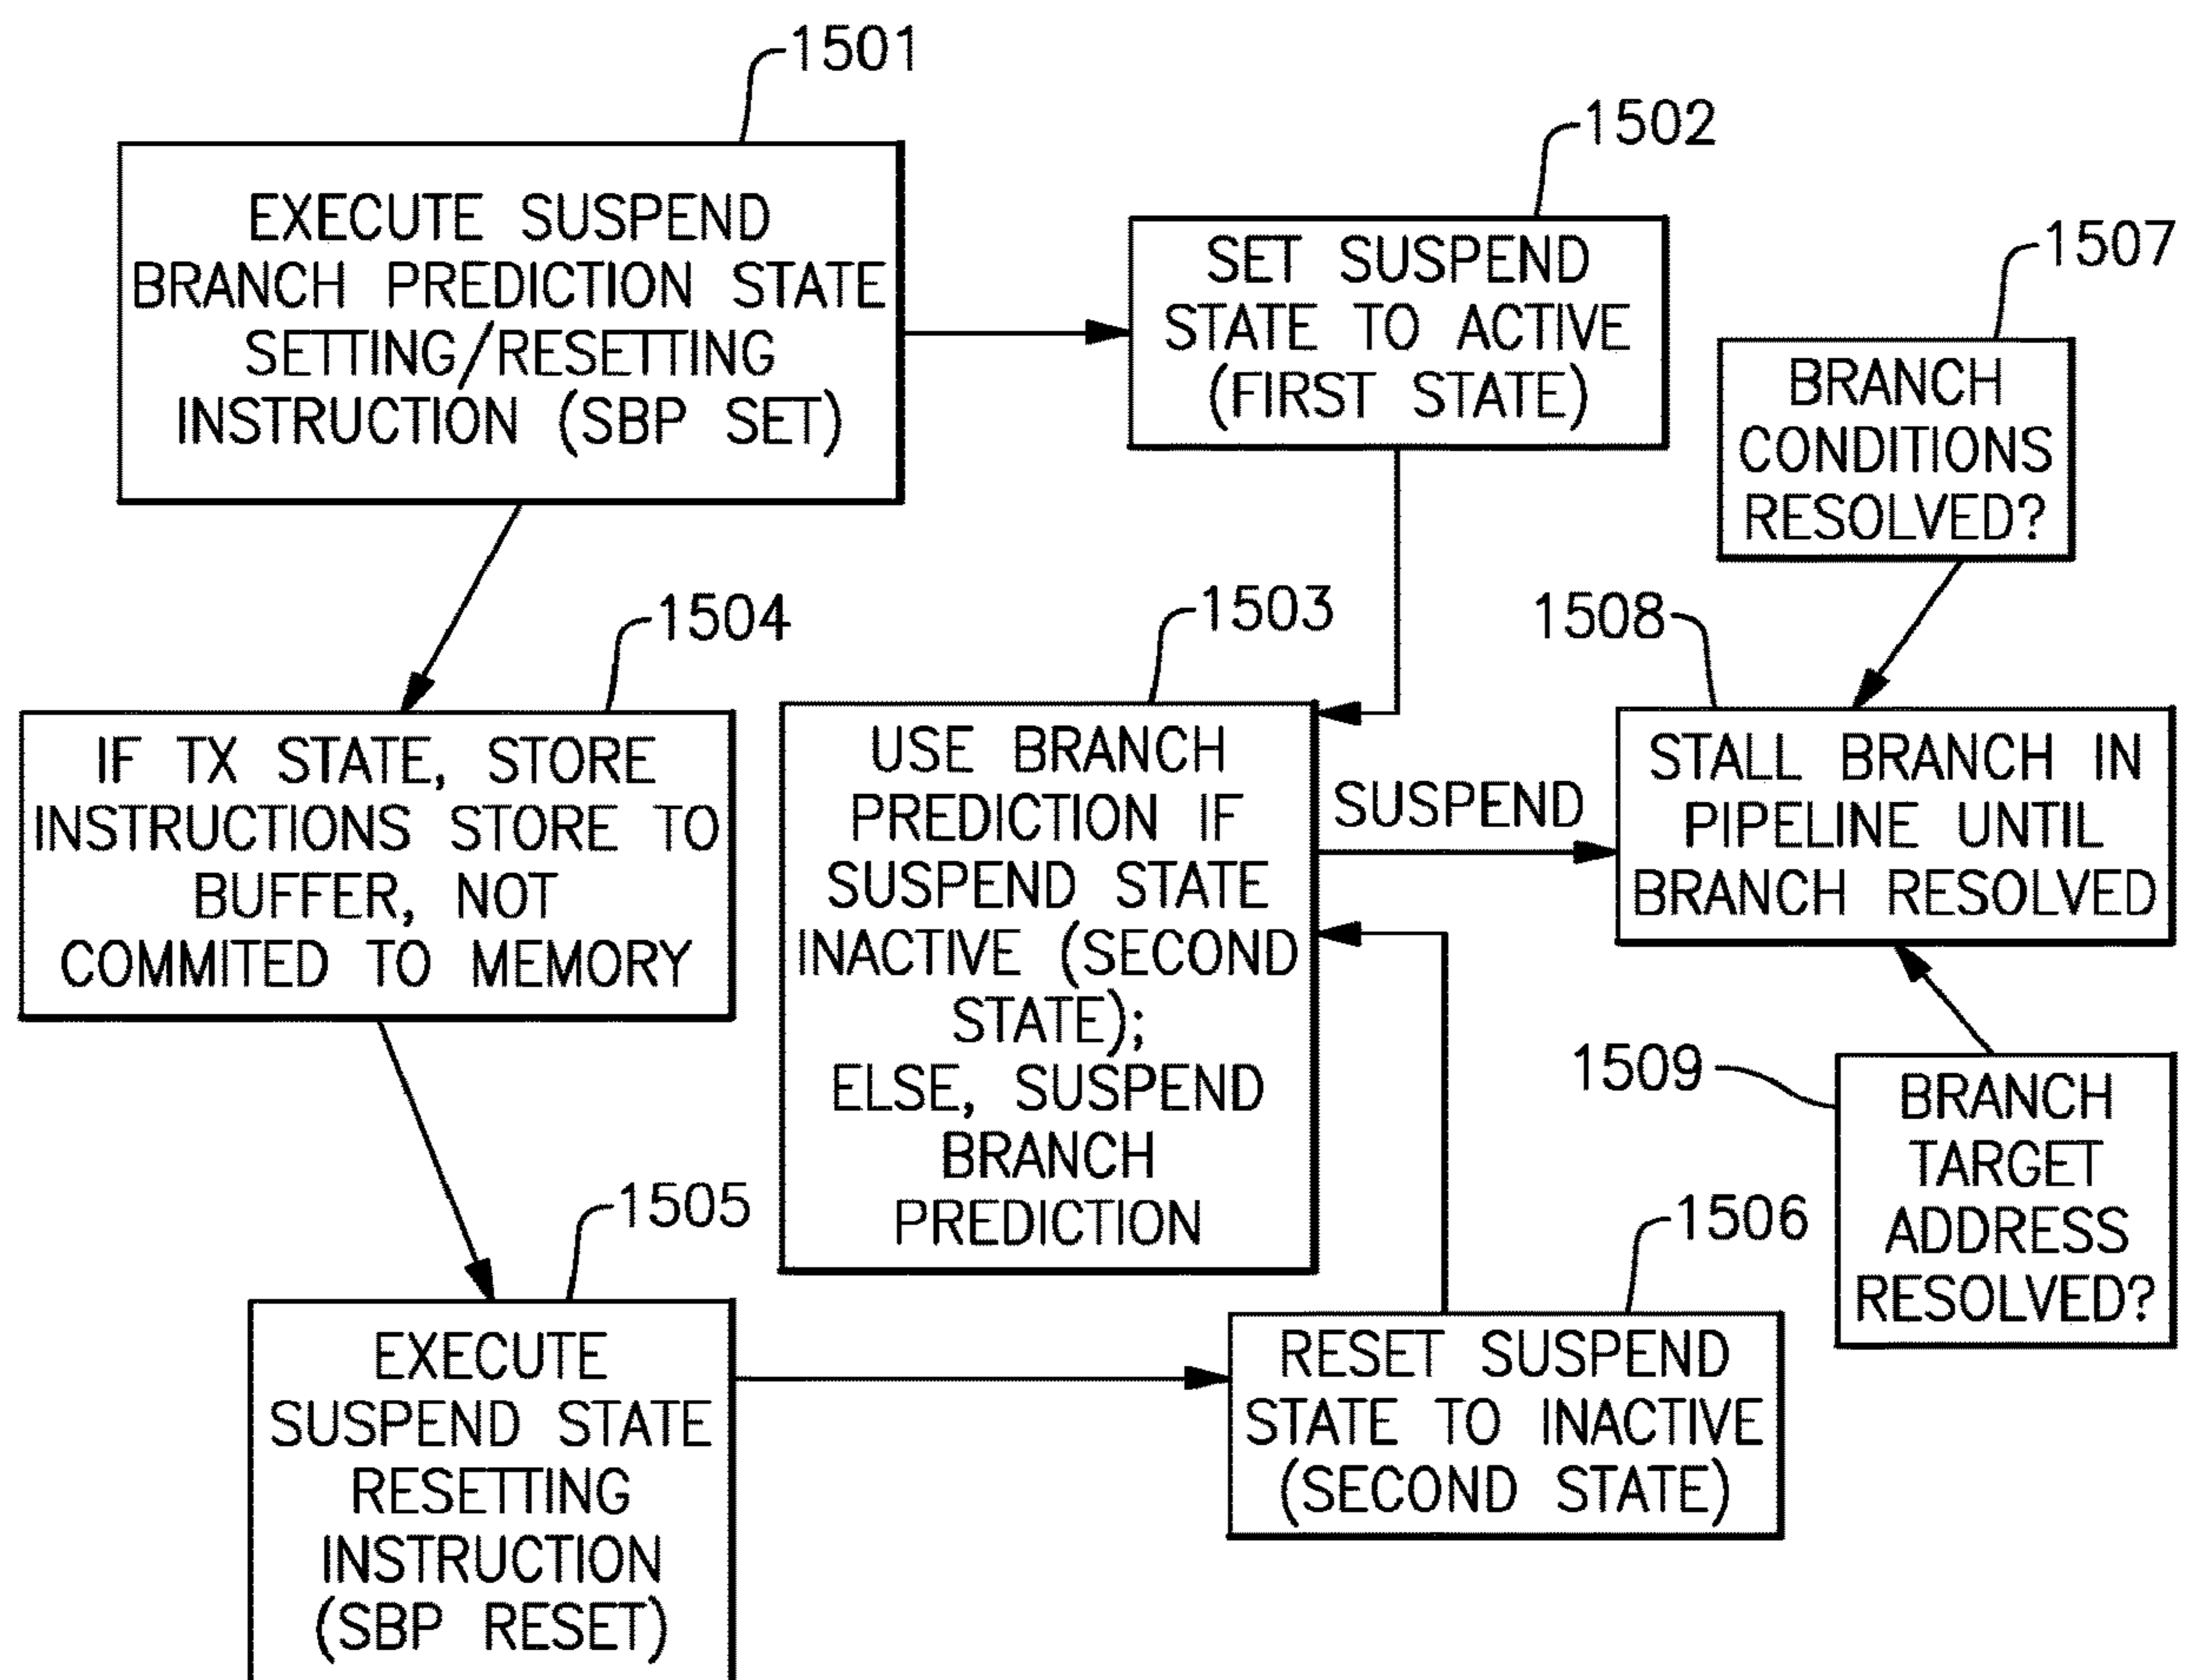 1501
EXECUTE SUSPEND
BRANCH PREDICTION STATE
SETTING/RESETTING
INSTRUCTION (SBP SET)
1502
SET SUSPEND
STATE TO ACTIVE
(FIRST STATE)
1507
BRANCH
CONDITIONS
RESOLVED?
1504
IF TX STATE, STORE
INSTRUCTIONS STORE TO
BUFFER, NOT
COMMITED TO MEMORY
1503
USE BRANCH
PREDICTION IF
SUSPEND STATE
INACTIVE (SECOND
STATE);
ELSE, SUSPEND
BRANCH
PREDICTION
SUSPEND
1508
STALL BRANCH IN
PIPELINE UNTIL
BRANCH RESOLVED
1509
BRANCH
TARGET
ADDRESS
RESOLVED?
1505
EXECUTE
SUSPEND STATE
RESETTING
INSTRUCTION
(SBP RESET)
1506
RESET SUSPEND
STATE TO INACTIVE
(SECOND STATE)